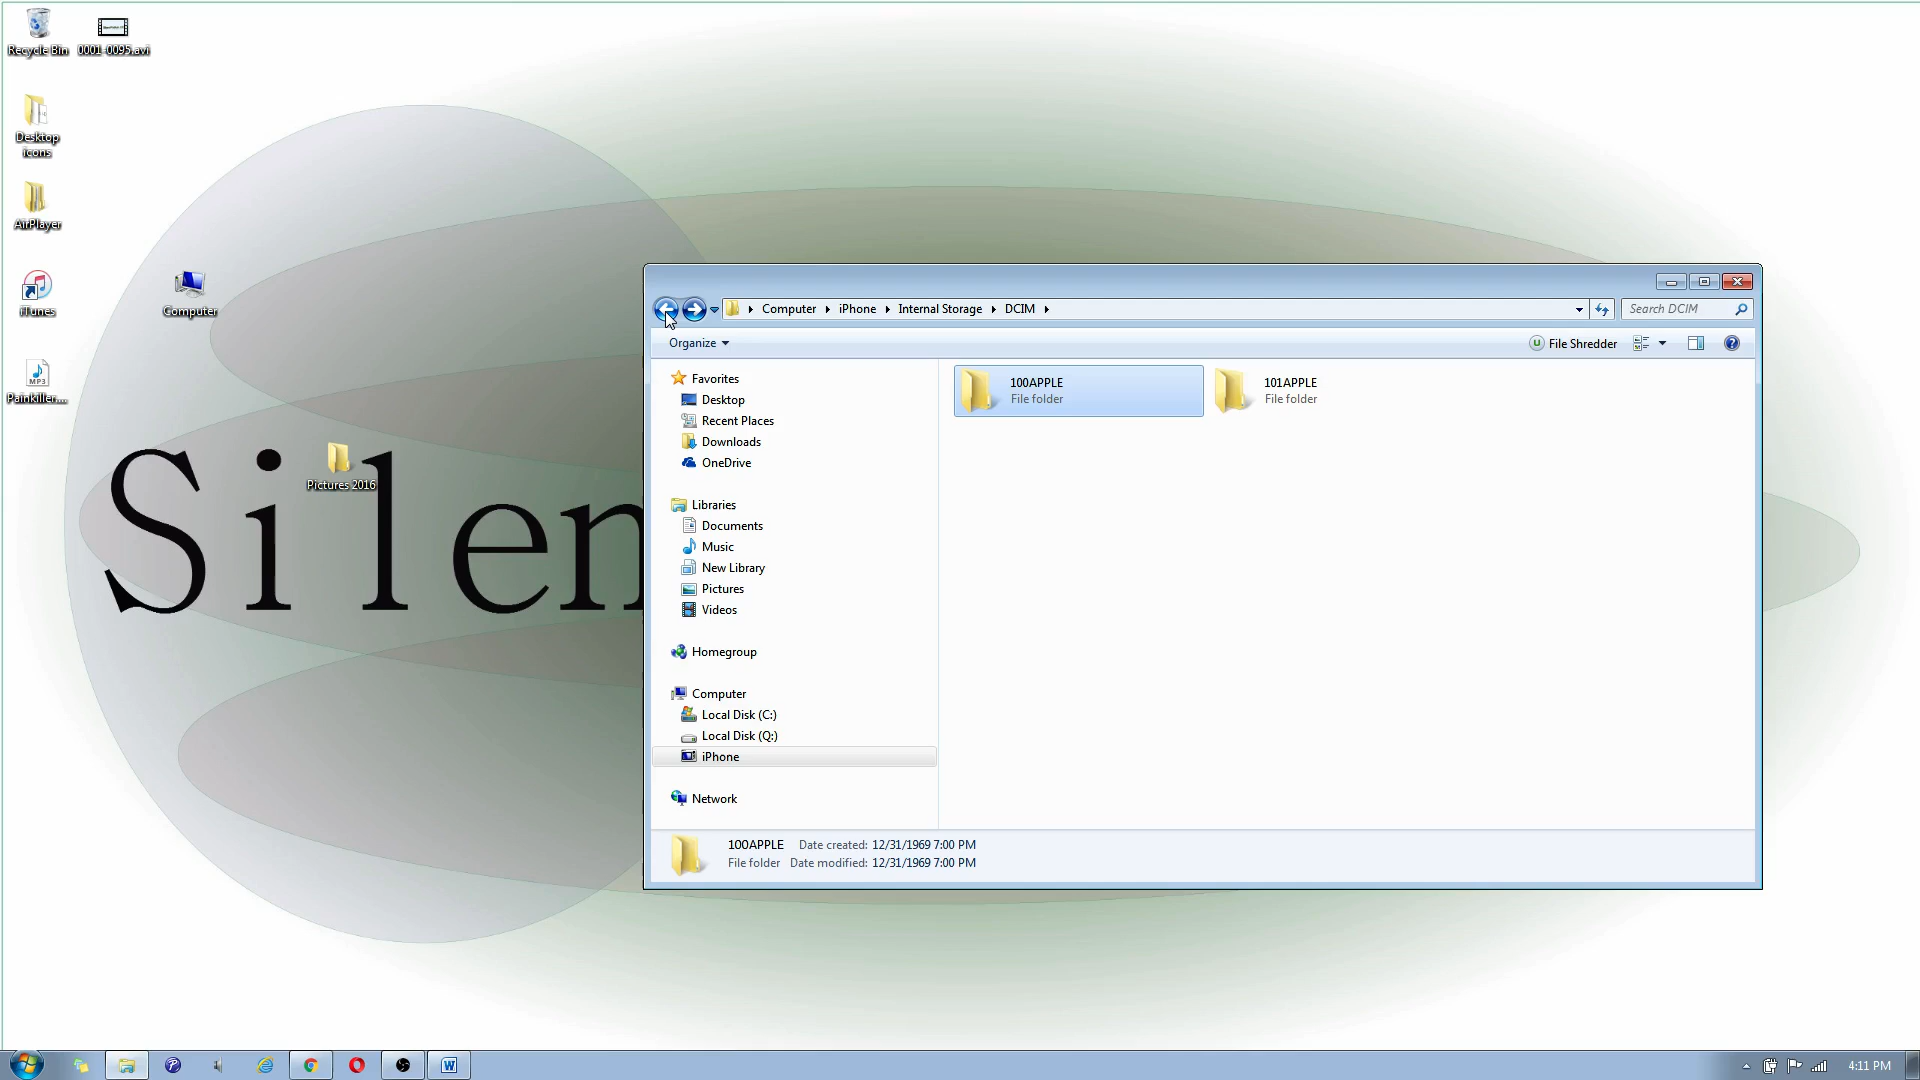 Recycle Bin
0001-0095.avi
Desktop
icons
AirPlayer
iTunes
Computer
MP3
Painkiller....
Pictures 2016
Silen
Computer
iPhone
Internal Storage
DCIM
Search DCIM
Organize
File Shredder
Favorites
Desktop
Recent Places
Downloads
OneDrive
Libraries
Documents
Music
New Library
Pictures
Videos
Homegroup
Computer
Local Disk (C:)
Local Disk (Q:)
iPhone
Network
100APPLE
File folder
101APPLE
File folder
100APPLE Date created: 12/31/1969 7:00 PM
File folder Date modified: 12/31/1969 7:00 PM
4:11 PM